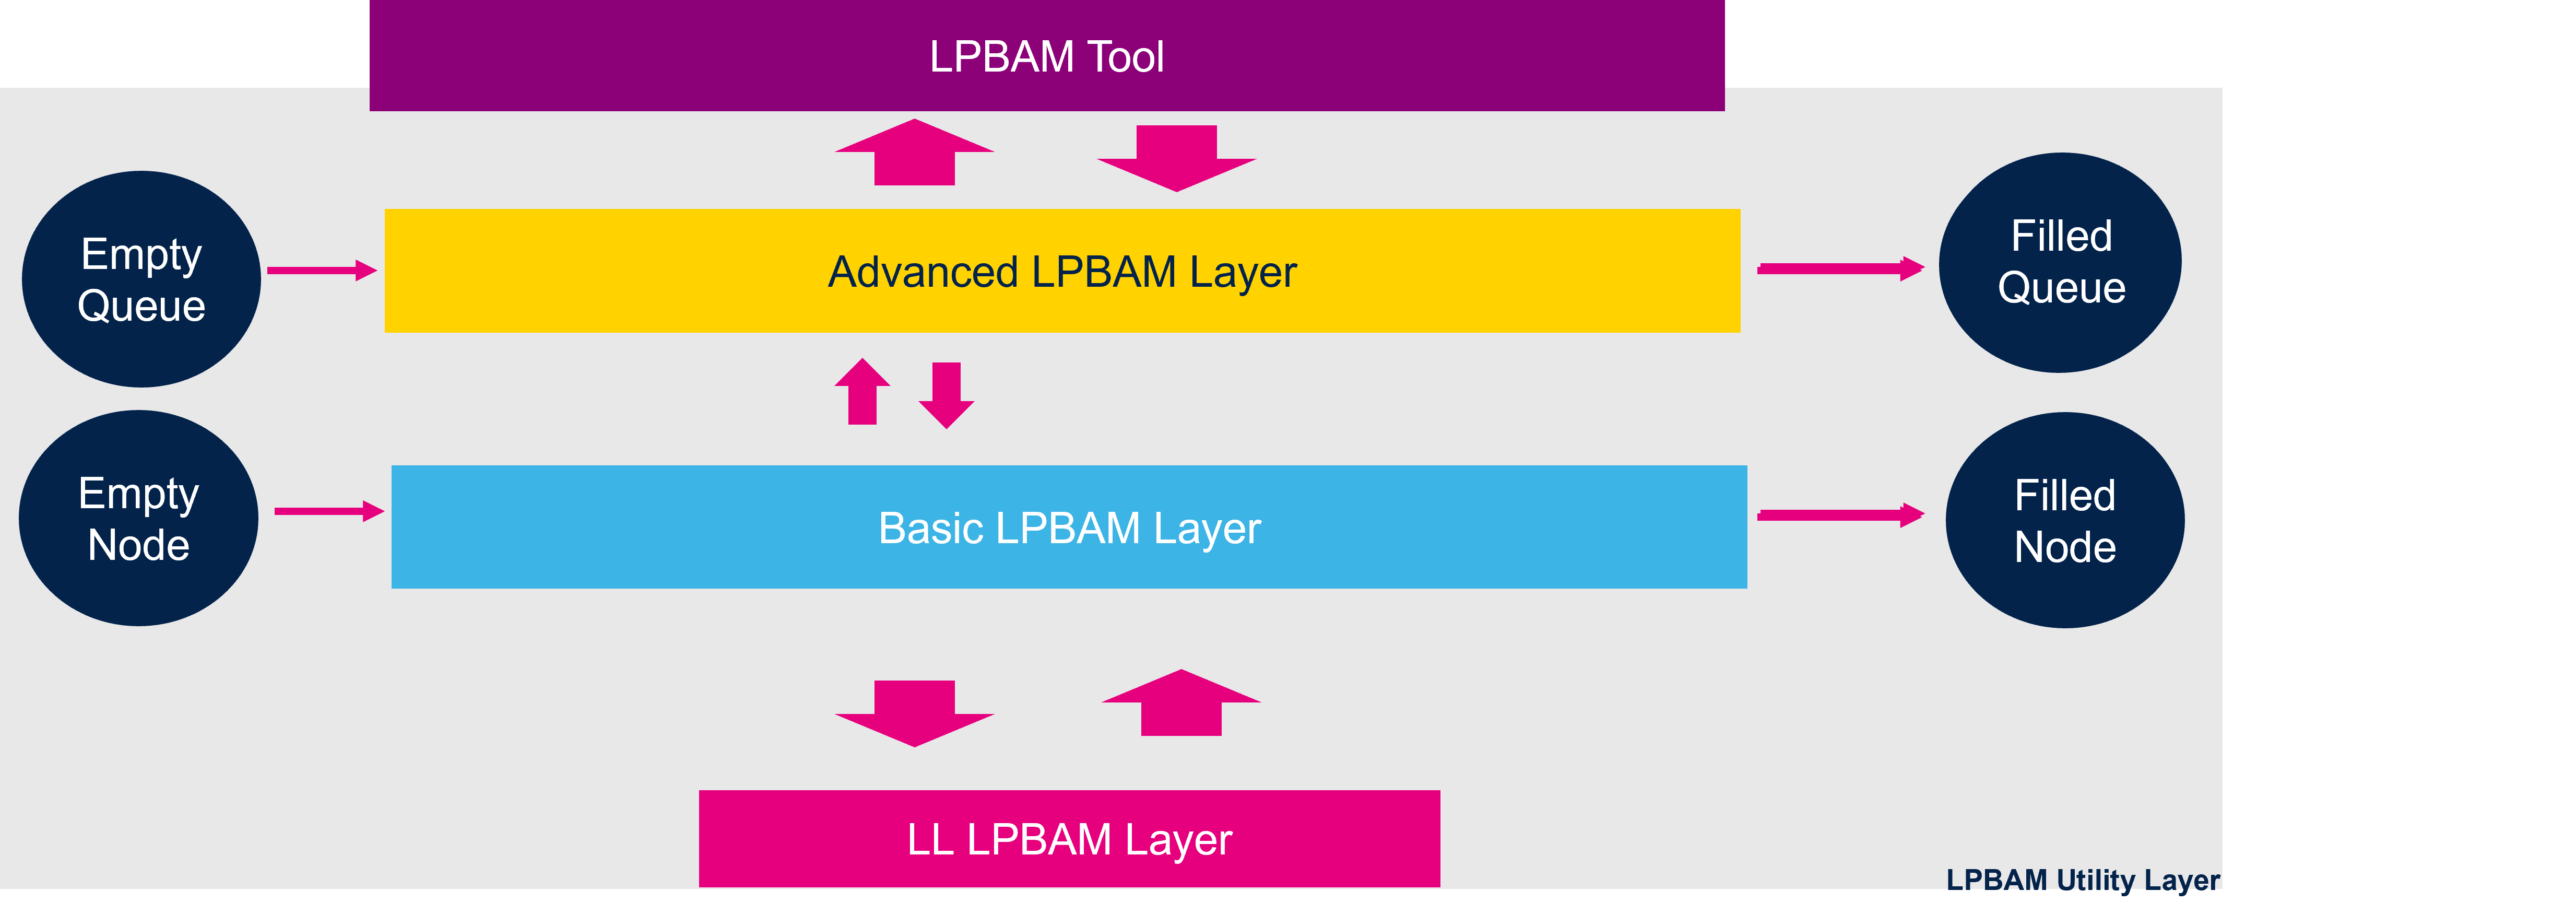 LPBAM Tool
Empty
Queue
Advanced LPBAM Layer
Filled
Queue
Empty
Node
Basic LPBAM Layer
Filled
Node
LL LPBAM Layer
LPBAM Utility Layer